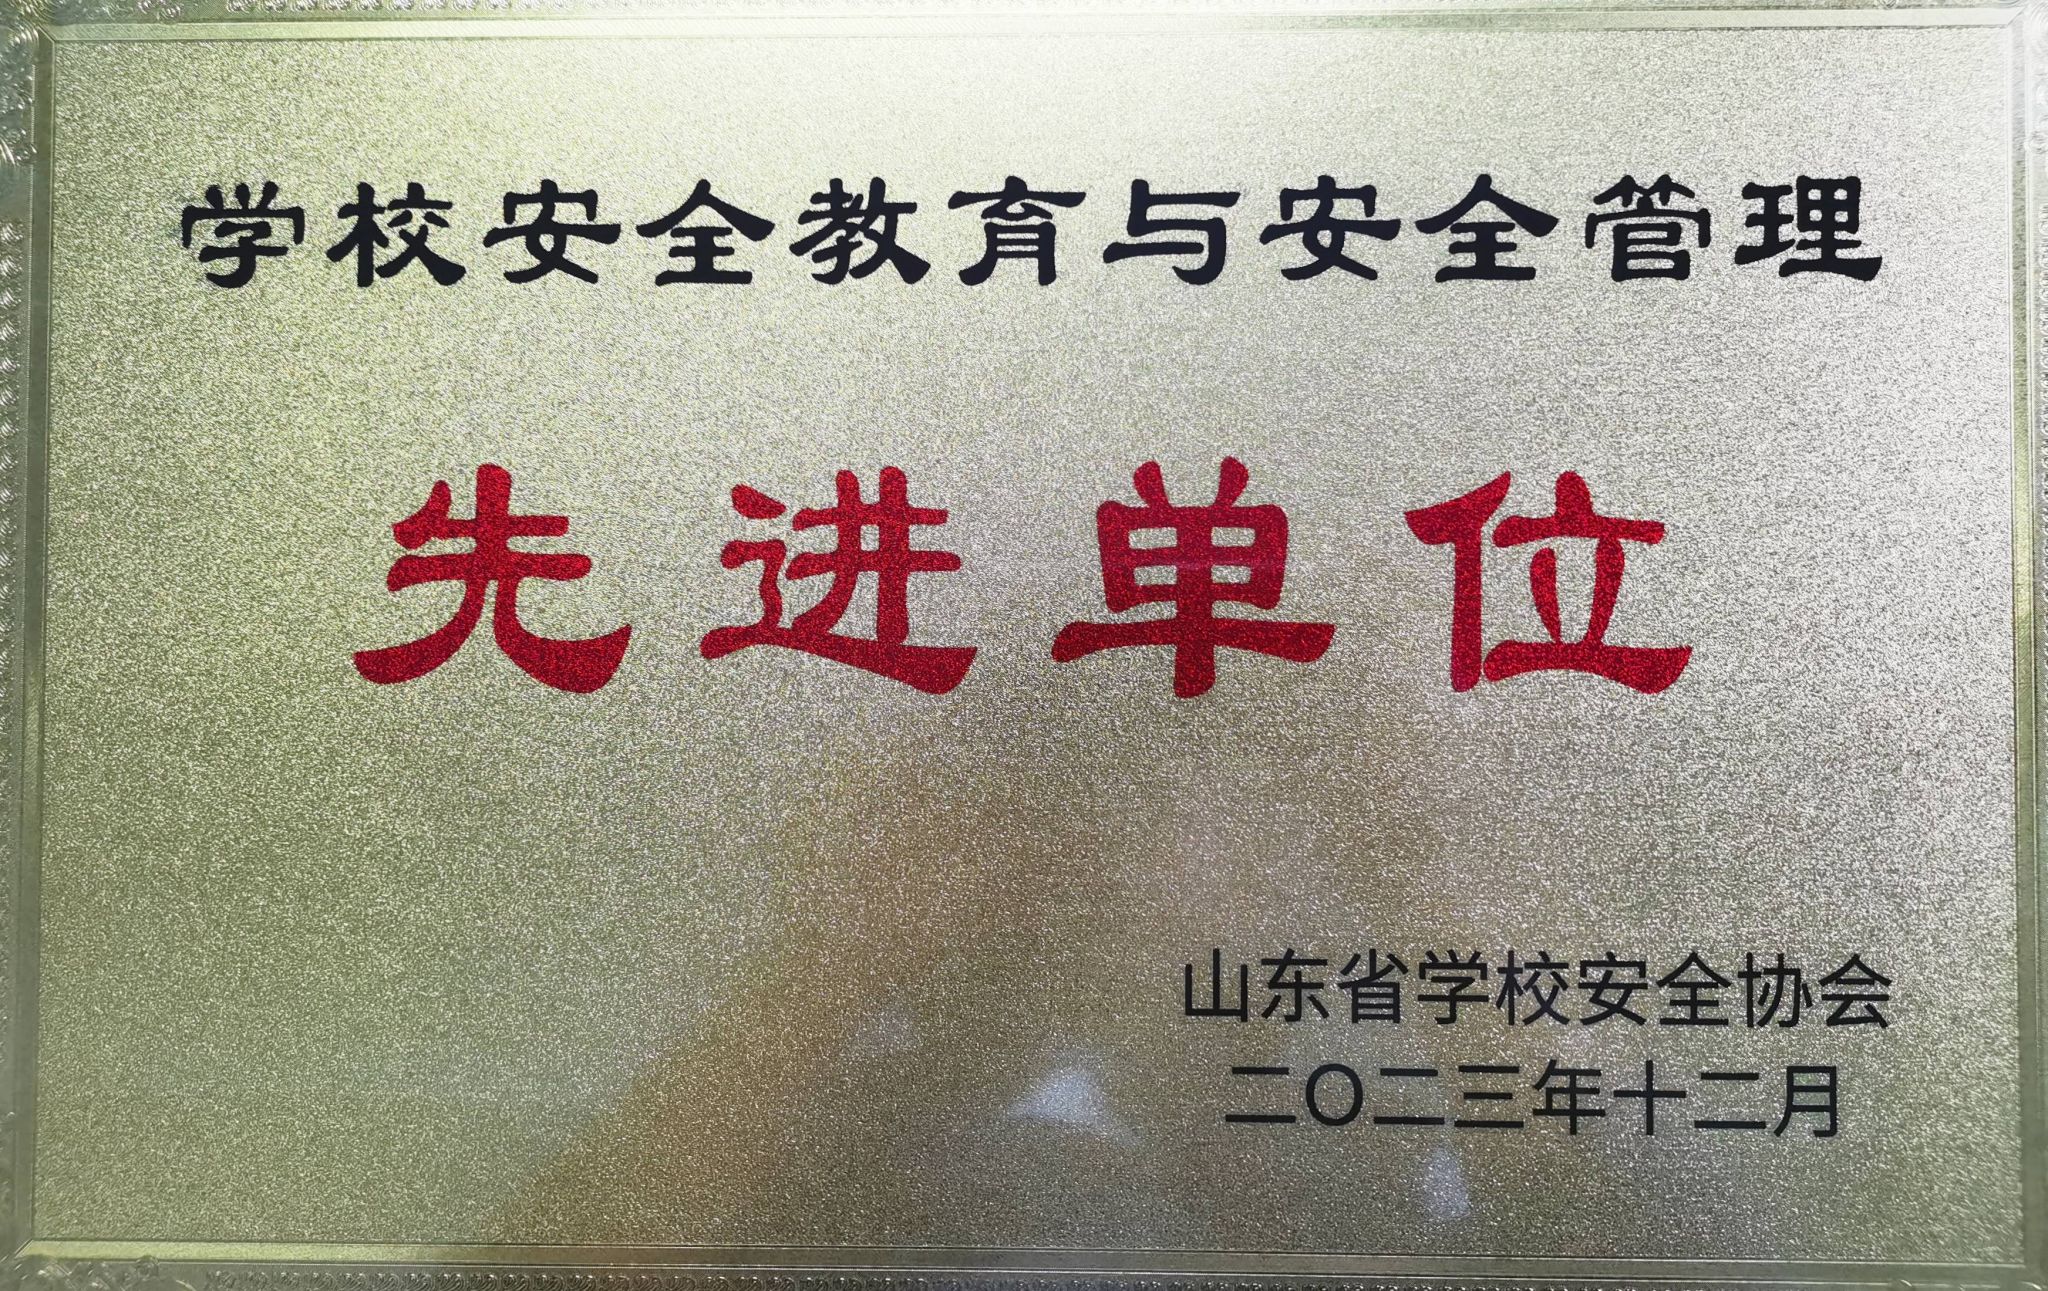 学校安全教育与安全管理
先进单位
山东省学校安全协会
二〇二三年十二月